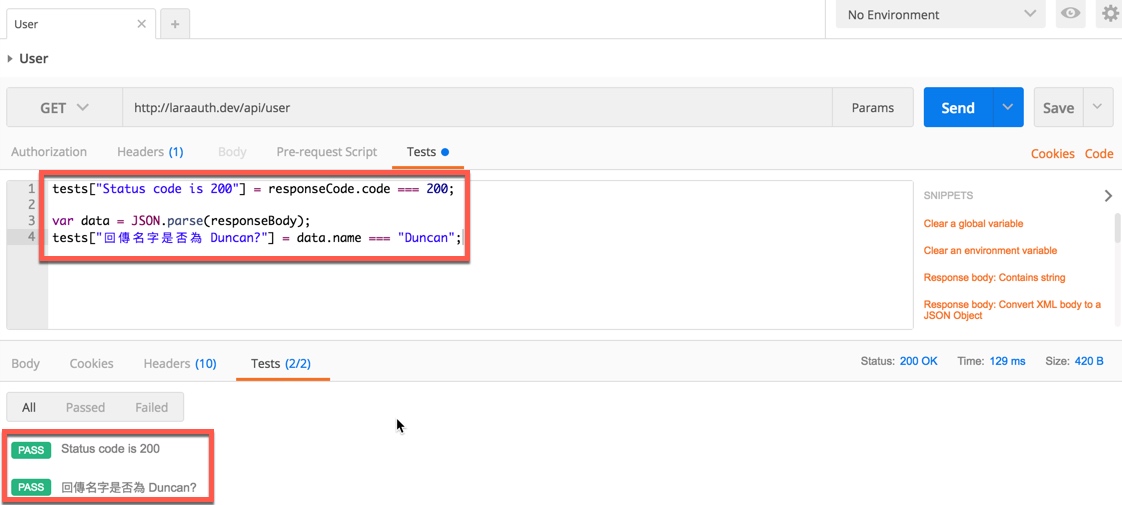 User
No Environment
User
GET
http://laraauth.dev/api/user
Params
Send
Save
Authorization
Headers (1)
Body
Pre-request Script
Tests
Cookies
Code
1 tests["Status code is 200"] = responseCode.code === 200;
2
3 var data = JSON.parse(responseBody);
4 tests["回傳名字是否為 Duncan?"] = data.name === "Duncan";
SNIPPETS
Clear a global variable
Clear an environment variable
Response body: Contains string
Response body: Convert XML body to a
JSON Object
Body
Cookies
Headers (10)
Tests (2/2)
Status: 200 OK
Time: 129 ms
Size: 420 B
All
Passed
Failed
PASS Status code is 200
PASS 回傳名字是否為 Duncan?